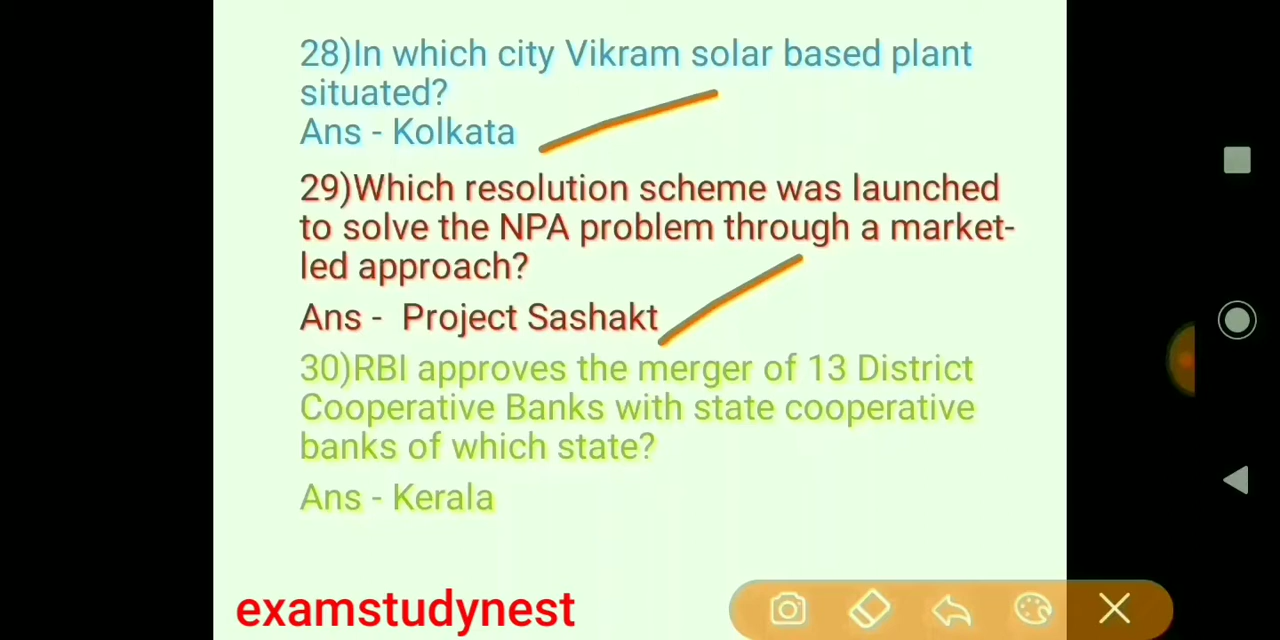 28)In which city Vikram solar based plant
situated?
Ans - Kolkata
29)Which resolution scheme was launched
to solve the NPA problem through a market-
led approach?
Ans -  Project Sashakt
30)RBI approves the merger of 13 District
Cooperative Banks with state cooperative
banks of which state?
Ans - Kerala
examstudynest